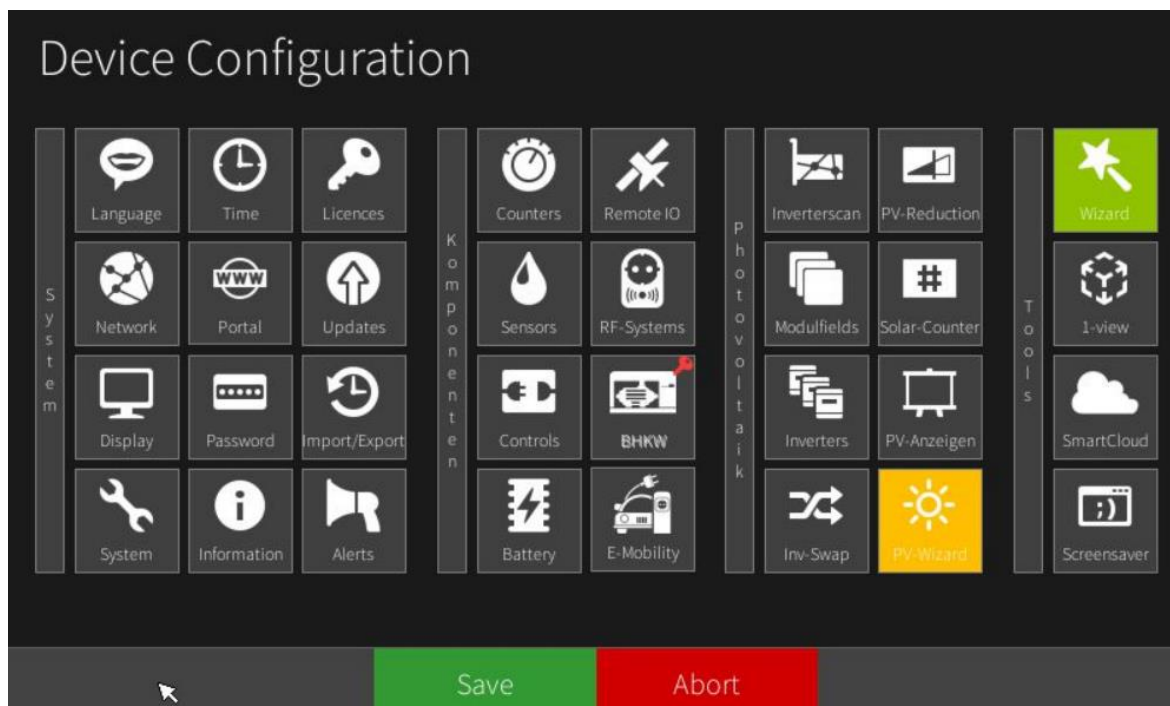 Device Configuration
System
Language
Time
Licences
Network
Portal
Updates
Display
Password
Import/Export
System
Information
Alerts
Komponenten
Counters
Remote IO
Sensors
RF-Systems
Controls
BHKW
Battery
E-Mobility
Photovoltaik
Inverterscan
PV-Reduction
Modulfields
Solar-Counter
Inverters
PV-Anzeigen
Inv-Swap
PV-Wizard
Tools
Wizard
1-view
SmartCloud
Screensaver
WWW
#
;)
Save
Abort